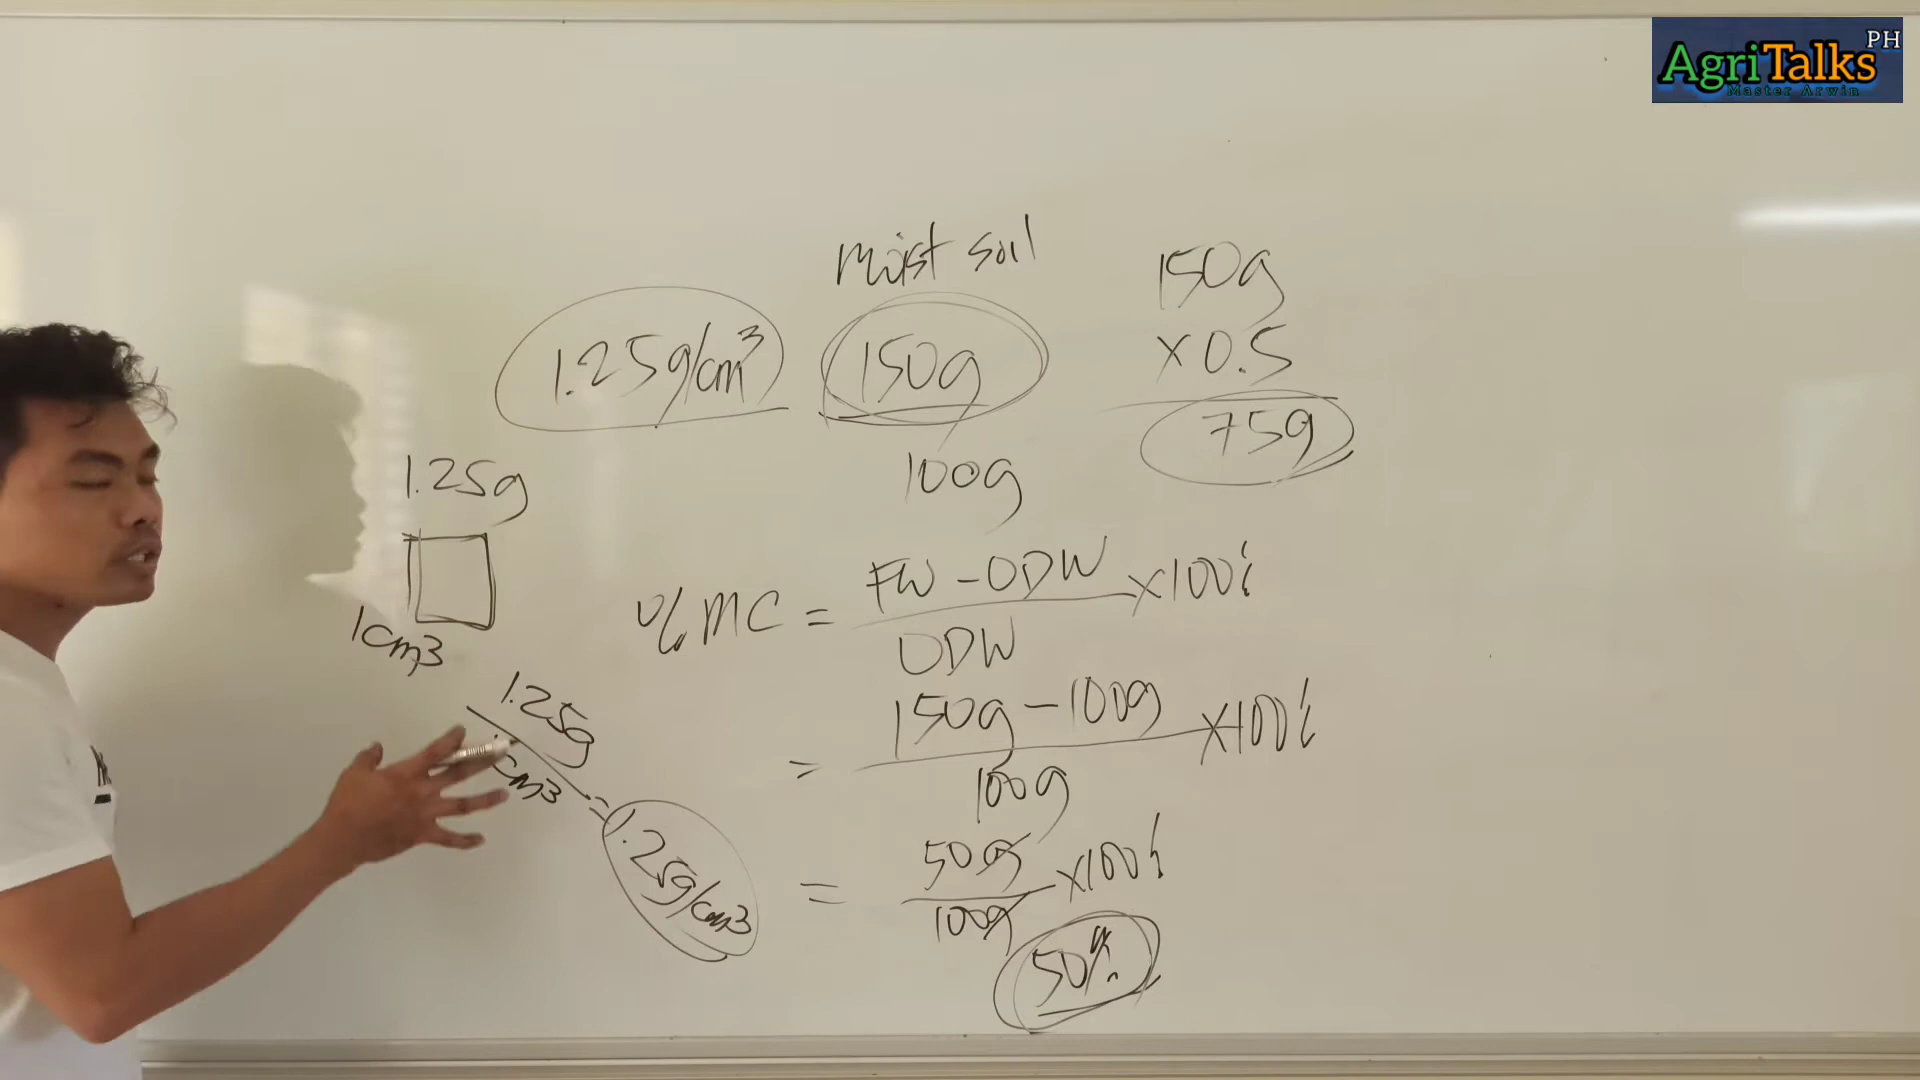 AgriTalks PH
Master Arwin
moist soil
1.25g/cm³
150g
100g
150g
x 0.5
75g
1.25g
1cm3
1.25g
cm3
= 1.25g/cm3
% MC = FW - ODW x 100%
ODW
= 150g - 100g x 100%
100g
= 50g x 100%
100g
50%